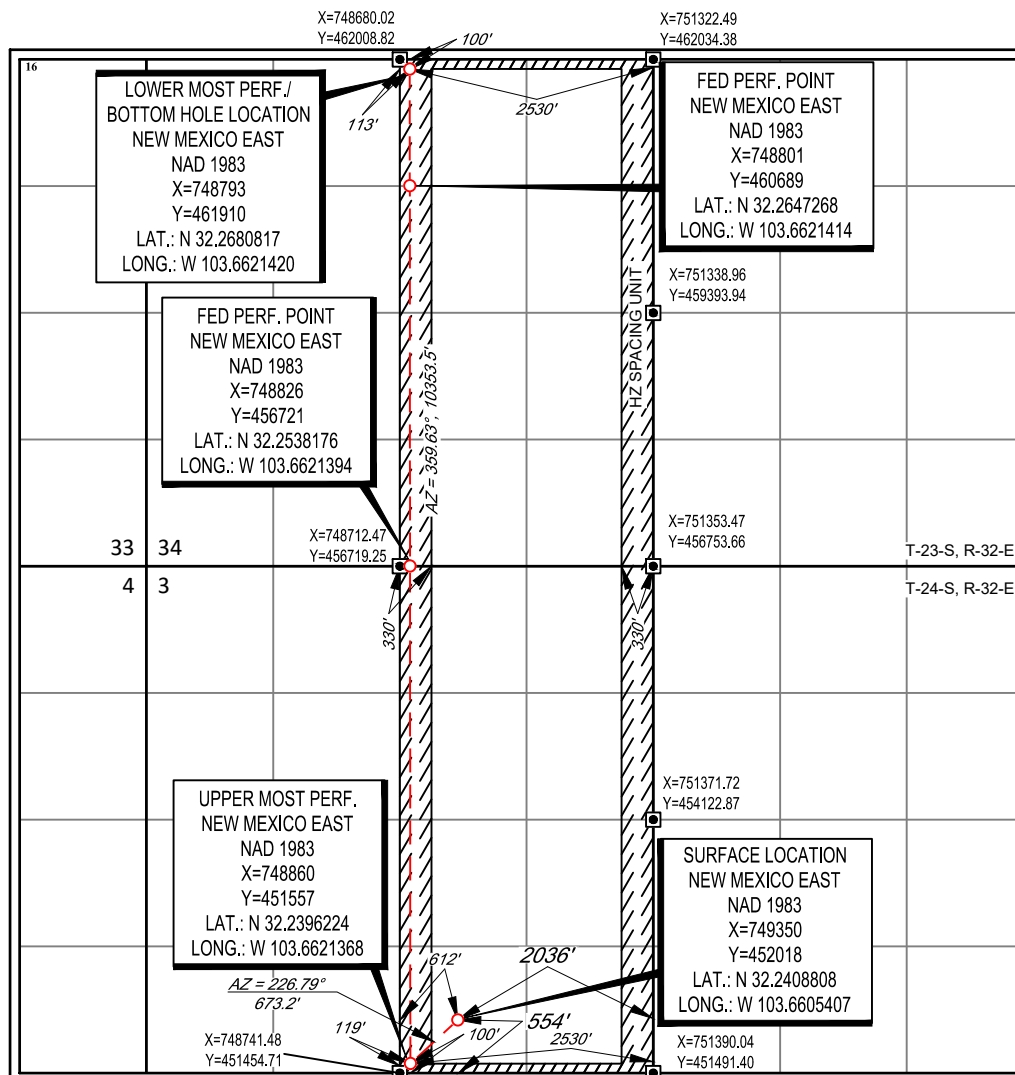 X=748680.02
Y=462008.82
X=751322.49
Y=462034.38
16
100'
LOWER MOST PERF./
BOTTOM HOLE LOCATION
NEW MEXICO EAST
NAD 1983
X=748793
Y=461910
LAT.: N 32.2680817
LONG.: W 103.6621420
113'
2530'
FED PERF. POINT
NEW MEXICO EAST
NAD 1983
X=748801
Y=460689
LAT.: N 32.2647268
LONG.: W 103.6621414
X=751338.96
Y=459393.94
HZ SPACING UNIT
FED PERF. POINT
NEW MEXICO EAST
NAD 1983
X=748826
Y=456721
LAT.: N 32.2538176
LONG.: W 103.6621394
AZ = 359.63°, 10353.5'
X=748712.47
Y=456719.25
X=751353.47
Y=456753.66
33 34
T-23-S, R-32-E
4 3
T-24-S, R-32-E
330'
330'
X=751371.72
Y=454122.87
UPPER MOST PERF.
NEW MEXICO EAST
NAD 1983
X=748860
Y=451557
LAT.: N 32.2396224
LONG.: W 103.6621368
SURFACE LOCATION
NEW MEXICO EAST
NAD 1983
X=749350
Y=452018
LAT.: N 32.2408808
LONG.: W 103.6605407
612'
2036'
AZ = 226.79°
673.2'
554'
119'
100'
2530'
X=748741.48
Y=451454.71
X=751390.04
Y=451491.40